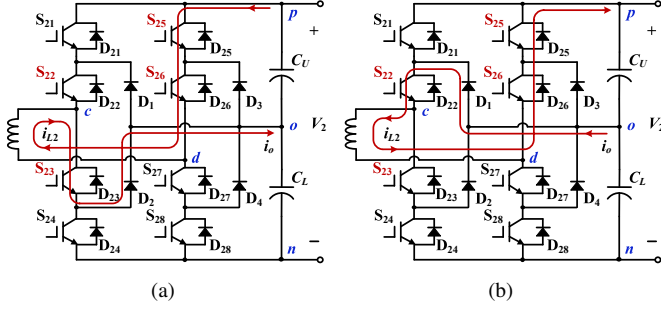 S21
D21
S25
D25
p
+
CU
S22
D22
D1
S26
D26
D3
c
o
V2
iL2
io
d
S23
D23
D2
S27
D27
D4
CL
S24
D24
S28
D28
n
−
(a)
S21
D21
S25
D25
p
+
CU
S22
D22
D1
S26
D26
D3
c
o
V2
iL2
io
d
S23
D23
D2
S27
D27
D4
CL
S24
D24
S28
D28
n
−
(b)